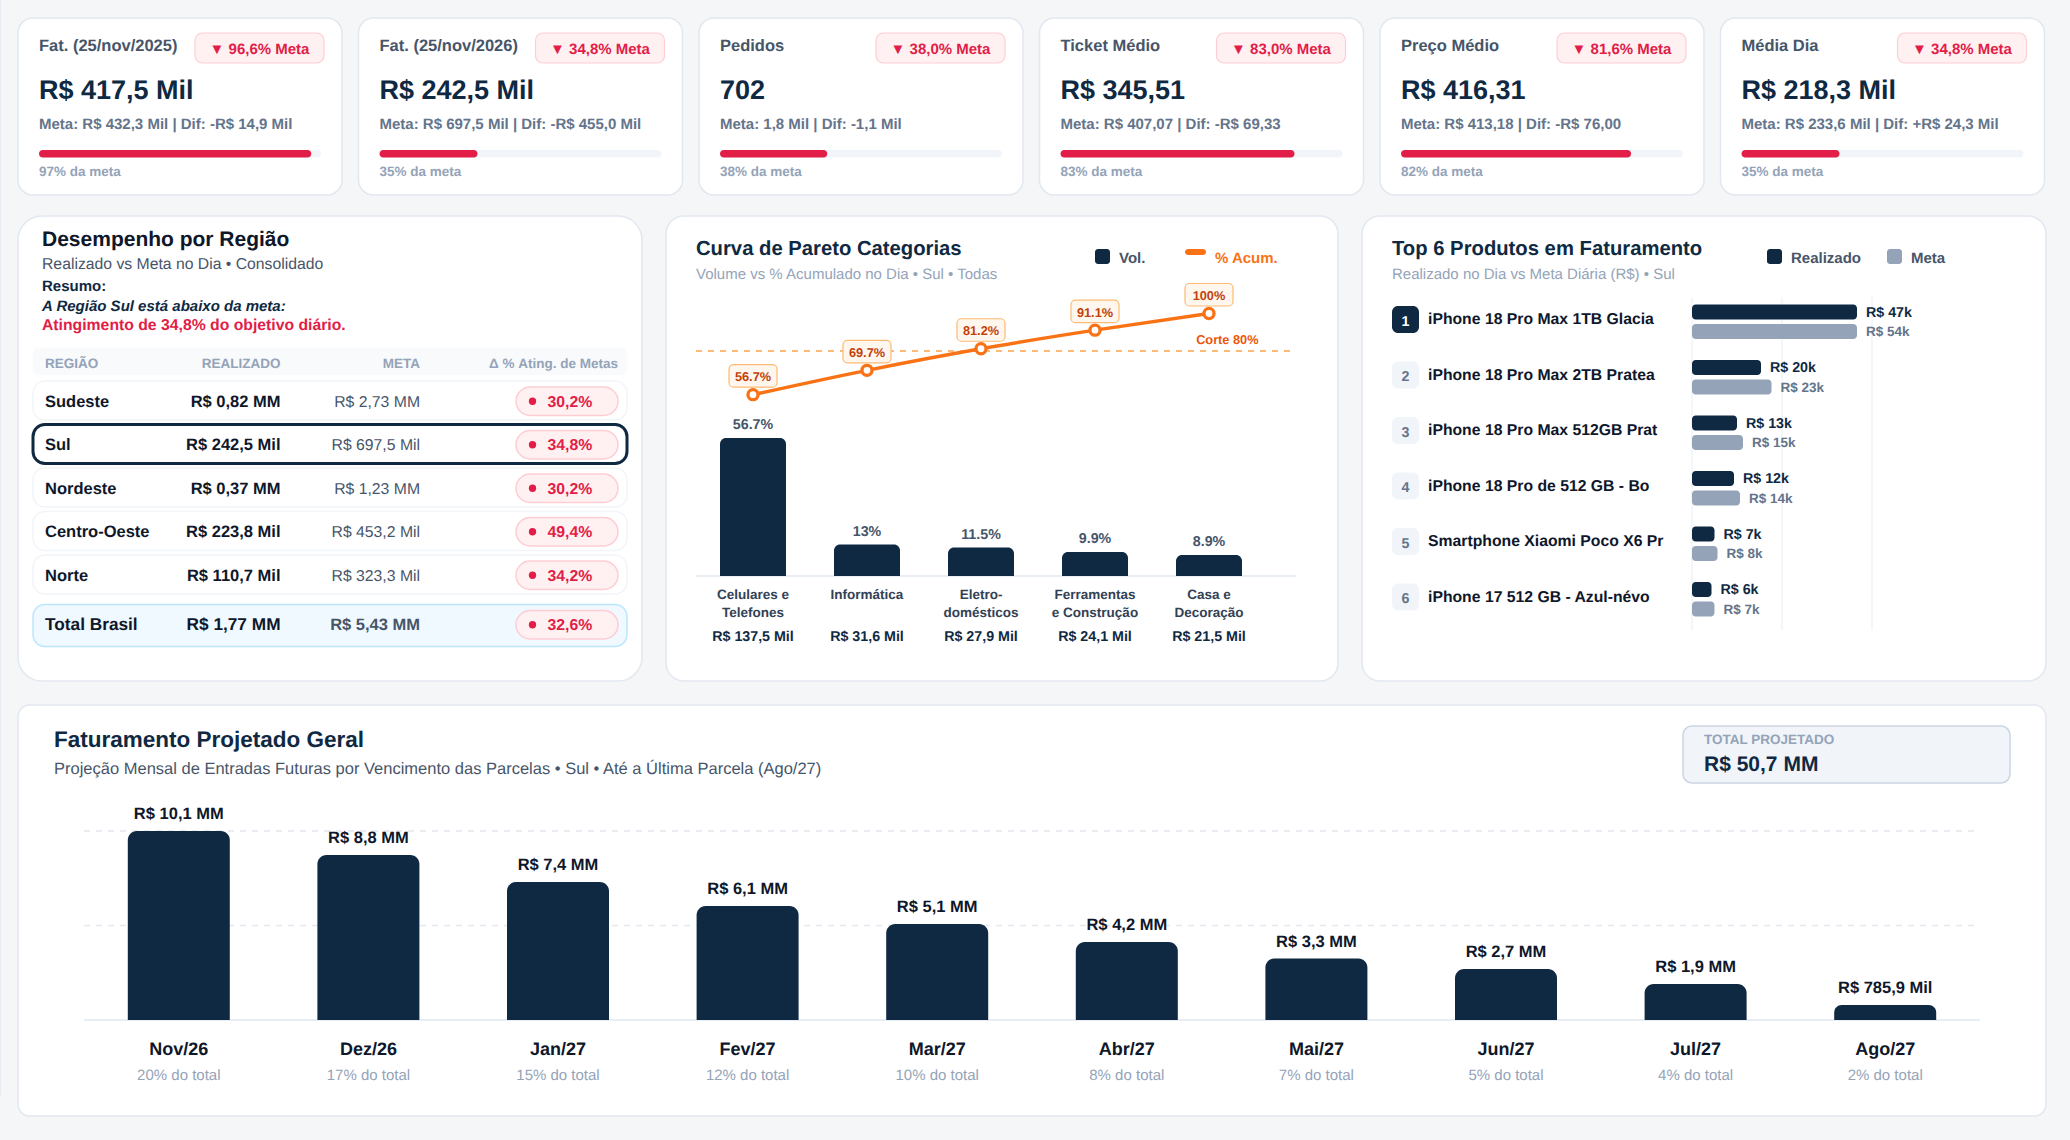 Fat. (25/nov/2025)
▼ 96,6% Meta
R$ 417,5 Mil
Meta: R$ 432,3 Mil | Dif: -R$ 14,9 Mil
97% da meta
Fat. (25/nov/2026)
▼ 34,8% Meta
R$ 242,5 Mil
Meta: R$ 697,5 Mil | Dif: -R$ 455,0 Mil
35% da meta
Pedidos
▼ 38,0% Meta
702
Meta: 1,8 Mil | Dif: -1,1 Mil
38% da meta
Ticket Médio
▼ 83,0% Meta
R$ 345,51
Meta: R$ 407,07 | Dif: -R$ 69,33
83% da meta
Preço Médio
▼ 81,6% Meta
R$ 416,31
Meta: R$ 413,18 | Dif: -R$ 76,00
82% da meta
Média Dia
▼ 34,8% Meta
R$ 218,3 Mil
Meta: R$ 233,6 Mil | Dif: +R$ 24,3 Mil
35% da meta
Desempenho por Região
Realizado vs Meta no Dia • Consolidado
Resumo:
A Região Sul está abaixo da meta:
Atingimento de 34,8% do objetivo diário.
REGIÃO REALIZADO META Δ % Ating. de Metas
Sudeste R$ 0,82 MM R$ 2,73 MM 30,2%
Sul R$ 242,5 Mil R$ 697,5 Mil 34,8%
Nordeste R$ 0,37 MM R$ 1,23 MM 30,2%
Centro-Oeste R$ 223,8 Mil R$ 453,2 Mil 49,4%
Norte R$ 110,7 Mil R$ 323,3 Mil 34,2%
Total Brasil R$ 1,77 MM R$ 5,43 MM 32,6%
Curva de Pareto Categorias
Volume vs % Acumulado no Dia • Sul • Todas
Vol. % Acum.
56.7% 69.7% 81.2% 91.1% 100%
Corte 80%
56.7% 13% 11.5% 9.9% 8.9%
Celulares e Informática Eletro- Ferramentas Casa e
Telefones domésticos e Construção Decoração
R$ 137,5 Mil R$ 31,6 Mil R$ 27,9 Mil R$ 24,1 Mil R$ 21,5 Mil
Top 6 Produtos em Faturamento
Realizado no Dia vs Meta Diária (R$) • Sul
Realizado Meta
1 iPhone 18 Pro Max 1TB Glacia R$ 47k
R$ 54k
2 iPhone 18 Pro Max 2TB Pratea R$ 20k
R$ 23k
3 iPhone 18 Pro Max 512GB Prat R$ 13k
R$ 15k
4 iPhone 18 Pro de 512 GB - Bo R$ 12k
R$ 14k
5 Smartphone Xiaomi Poco X6 Pr R$ 7k
R$ 8k
6 iPhone 17 512 GB - Azul-névo R$ 6k
R$ 7k
Faturamento Projetado Geral
Projeção Mensal de Entradas Futuras por Vencimento das Parcelas • Sul • Até a Última Parcela (Ago/27)
TOTAL PROJETADO
R$ 50,7 MM
R$ 10,1 MM R$ 8,8 MM R$ 7,4 MM R$ 6,1 MM R$ 5,1 MM R$ 4,2 MM R$ 3,3 MM R$ 2,7 MM R$ 1,9 MM R$ 785,9 Mil
Nov/26 Dez/26 Jan/27 Fev/27 Mar/27 Abr/27 Mai/27 Jun/27 Jul/27 Ago/27
20% do total 17% do total 15% do total 12% do total 10% do total 8% do total 7% do total 5% do total 4% do total 2% do total